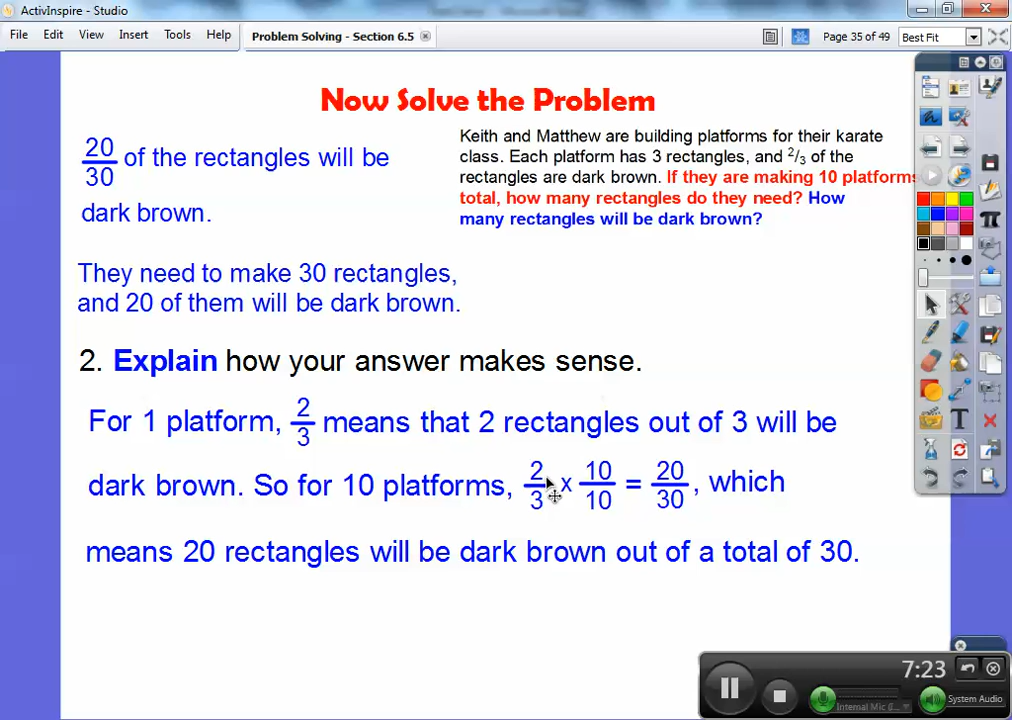 ActivInspire - Studio
File Edit View Insert Tools Help
Problem Solving - Section 6.5
Page 35 of 49
Best Fit
Now Solve the Problem
20/30 of the rectangles will be
dark brown.
Keith and Matthew are building platforms for their karate
class. Each platform has 3 rectangles, and 2/3 of the
rectangles are dark brown. If they are making 10 platforms
total, how many rectangles do they need? How
many rectangles will be dark brown?
They need to make 30 rectangles,
and 20 of them will be dark brown.
2. Explain how your answer makes sense.
For 1 platform, 2/3 means that 2 rectangles out of 3 will be
dark brown. So for 10 platforms, 2/3 x 10/10 = 20/30, which
means 20 rectangles will be dark brown out of a total of 30.
7:23
Internal Mic
System Audio